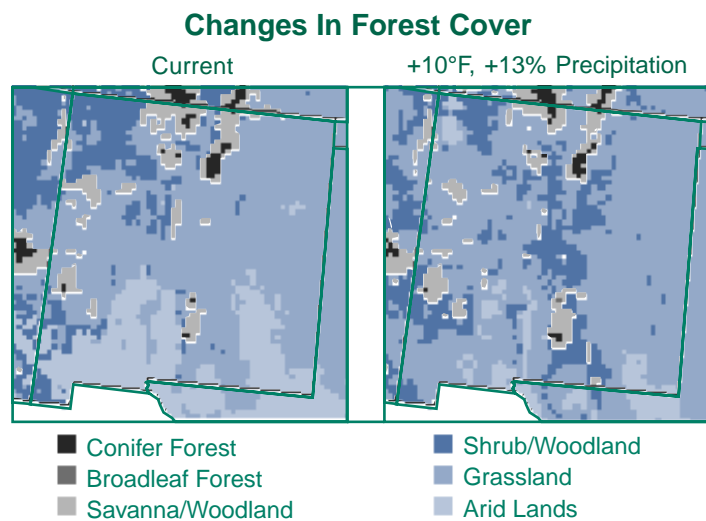 Changes In Forest Cover
Current
+10°F, +13% Precipitation
Conifer Forest
Broadleaf Forest
Savanna/Woodland
Shrub/Woodland
Grassland
Arid Lands